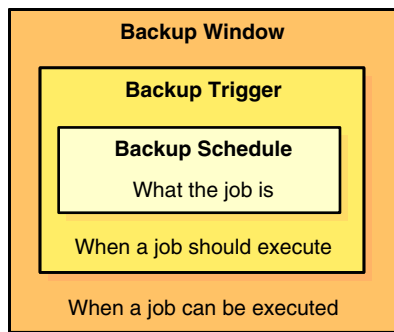 Backup Window
Backup Trigger
Backup Schedule
What the job is
When a job should execute
When a job can be executed